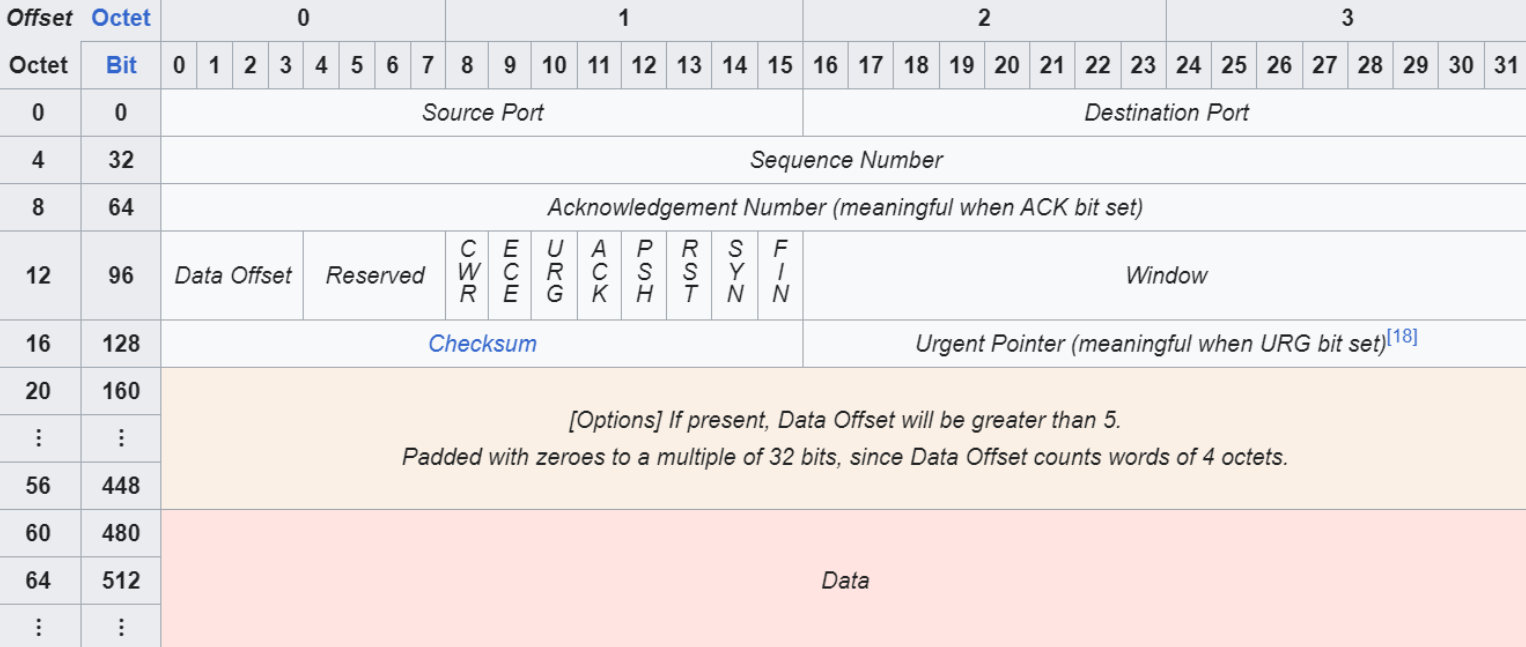 Offset Octet 0 1 2 3
Octet Bit 0 1 2 3 4 5 6 7 8 9 10 11 12 13 14 15 16 17 18 19 20 21 22 23 24 25 26 27 28 29 30 31
0 0 Source Port Destination Port
4 32 Sequence Number
8 64 Acknowledgement Number (meaningful when ACK bit set)
12 96 Data Offset Reserved CWR ECE URG ACK PSH RST SYN FIN Window
16 128 Checksum Urgent Pointer (meaningful when URG bit set)[18]
20 160
⋮ ⋮
56 448
[Options] If present, Data Offset will be greater than 5.
Padded with zeroes to a multiple of 32 bits, since Data Offset counts words of 4 octets.
60 480
64 512 Data
⋮ ⋮